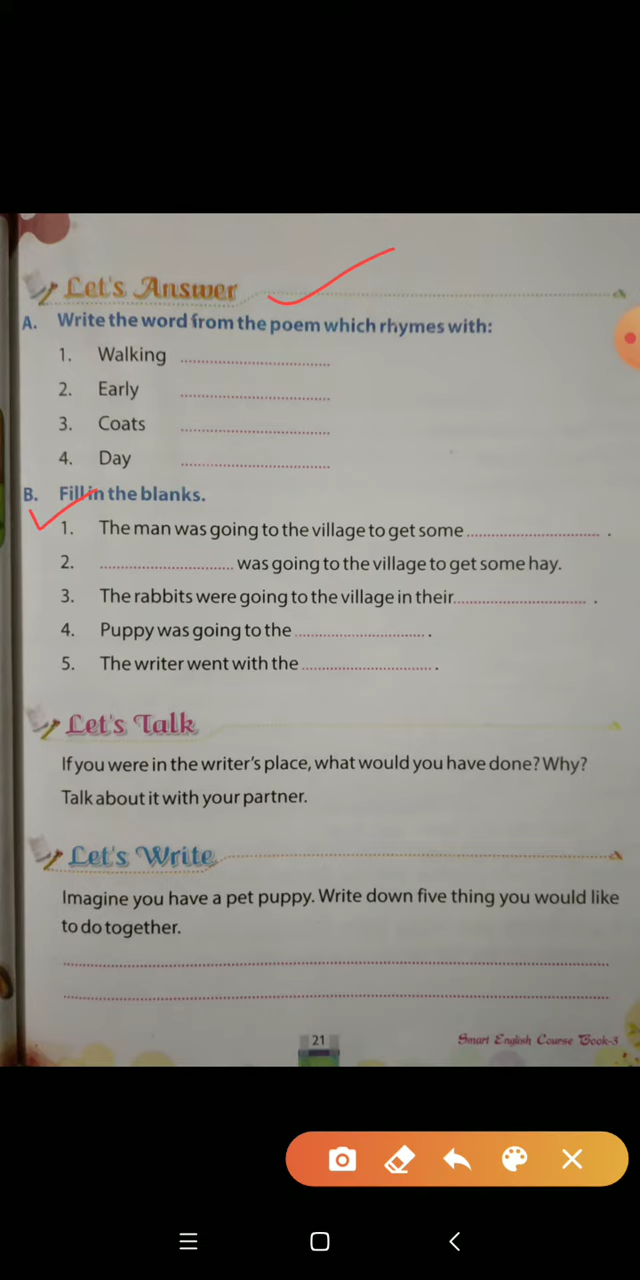 Let's Answer
A. Write the word from the poem which rhymes with:
1. Walking ....................
2. Early ....................
3. Coats ....................
4. Day ....................
B. Fill in the blanks.
1. The man was going to the village to get some .................... .
2. .................... was going to the village to get some hay.
3. The rabbits were going to the village in their .................... .
4. Puppy was going to the .................... .
5. The writer went with the .................... .
Let's Talk
If you were in the writer's place, what would you have done? Why?
Talk about it with your partner.
Let's Write
Imagine you have a pet puppy. Write down five thing you would like
to do together.
21
Smart English Course Book-3